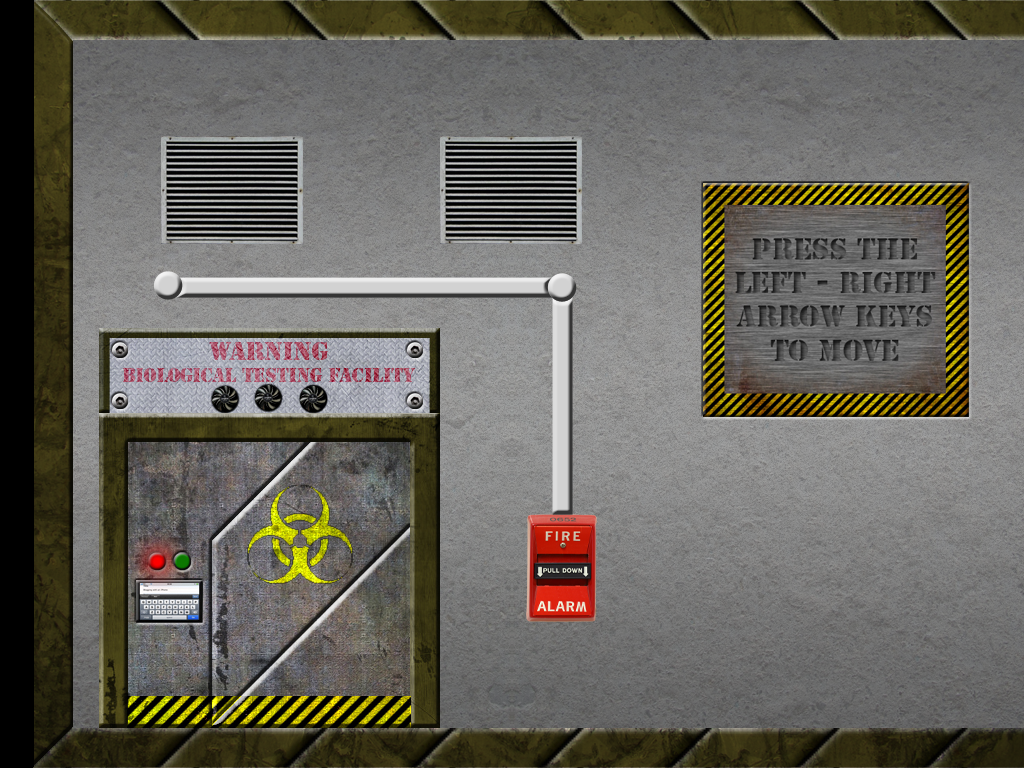 WARNING
BIOLOGICAL TESTING FACILITY
PRESS THE
LEFT - RIGHT
ARROW KEYS
TO MOVE
FIRE
PULL DOWN
ALARM